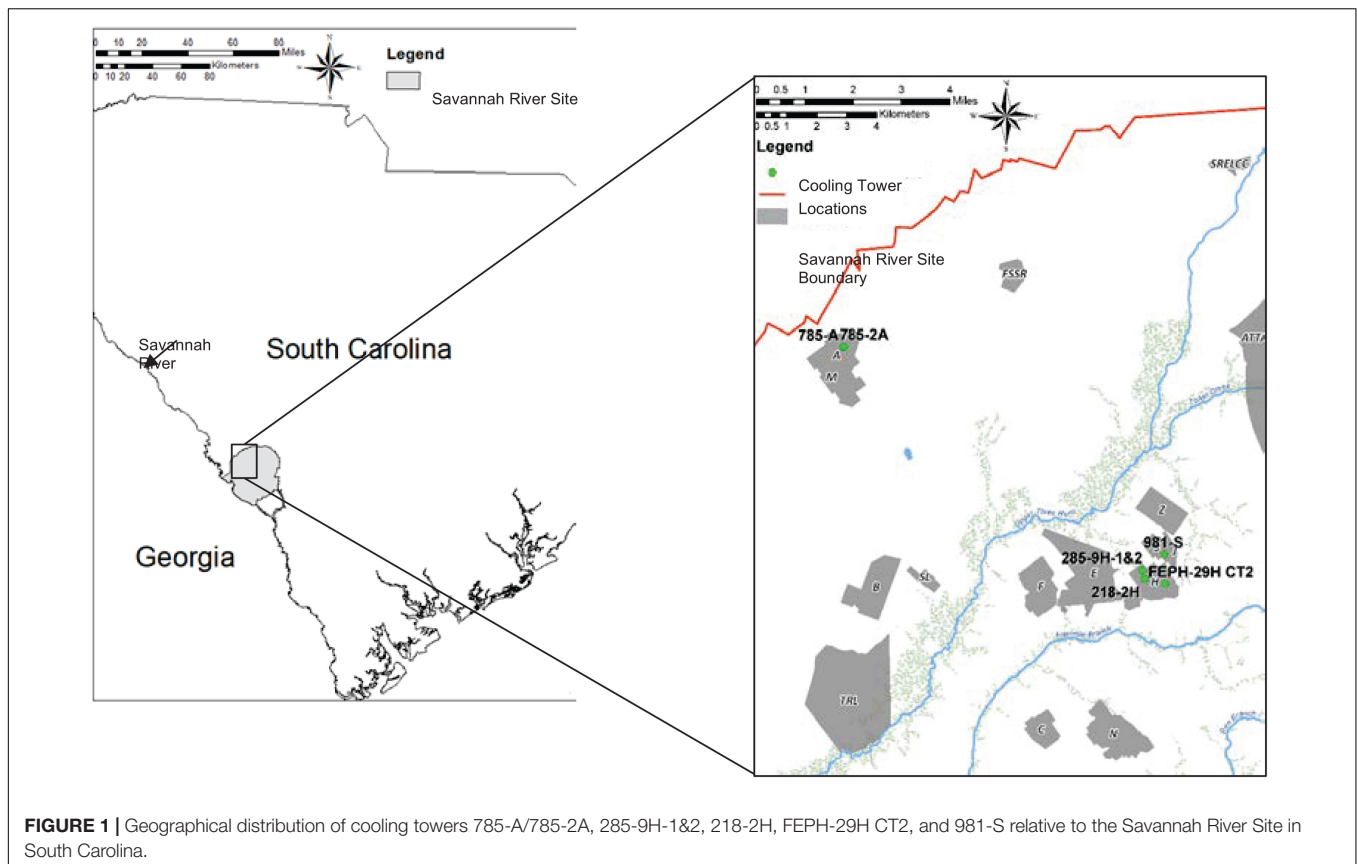 0 10 20 40 60 80
Miles
Kilometers
0 10 20 40 60 80
N
W
E
S
Legend
Savannah River Site
Savannah
River
South Carolina
Georgia
0 0.5 1 2 3 4
Miles
Kilometers
0 0.5 1 2 3 4
N
W
E
S
Legend
Cooling Tower
Locations
Savannah River Site
Boundary
SRELCC
FSSR
785-A785-2A
A
M
ATTA
Z
981-S
285-9H-1&2
FEPH-29H CT2
H
218-2H
E
F
B
SL
TRL
C
N
FIGURE 1 | Geographical distribution of cooling towers 785-A/785-2A, 285-9H-1&2, 218-2H, FEPH-29H CT2, and 981-S relative to the Savannah River Site in
South Carolina.